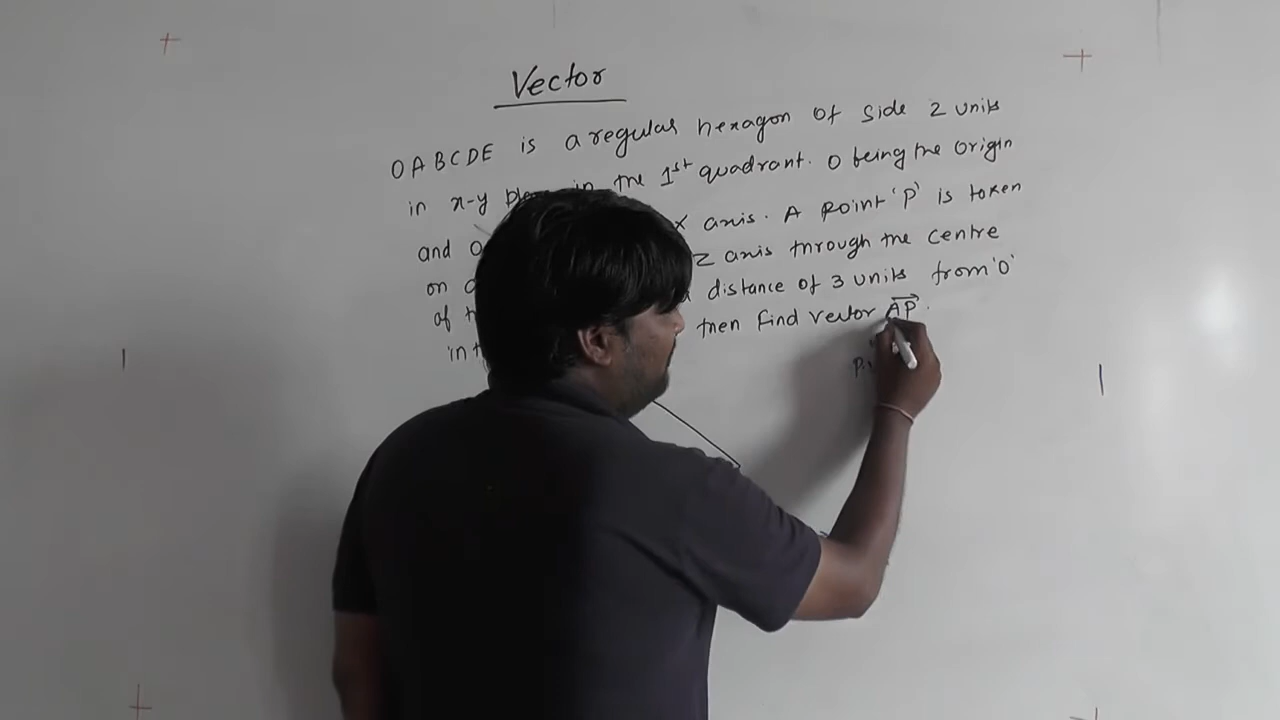 Vector
OABCDE is a regular hexagon of side 2 units
in x-y in the 1st quadrant. O being the origin
and X axis. A point 'P' is taken
on Z axis through the centre
of distance of 3 units from 'O'
in then find vector AP.